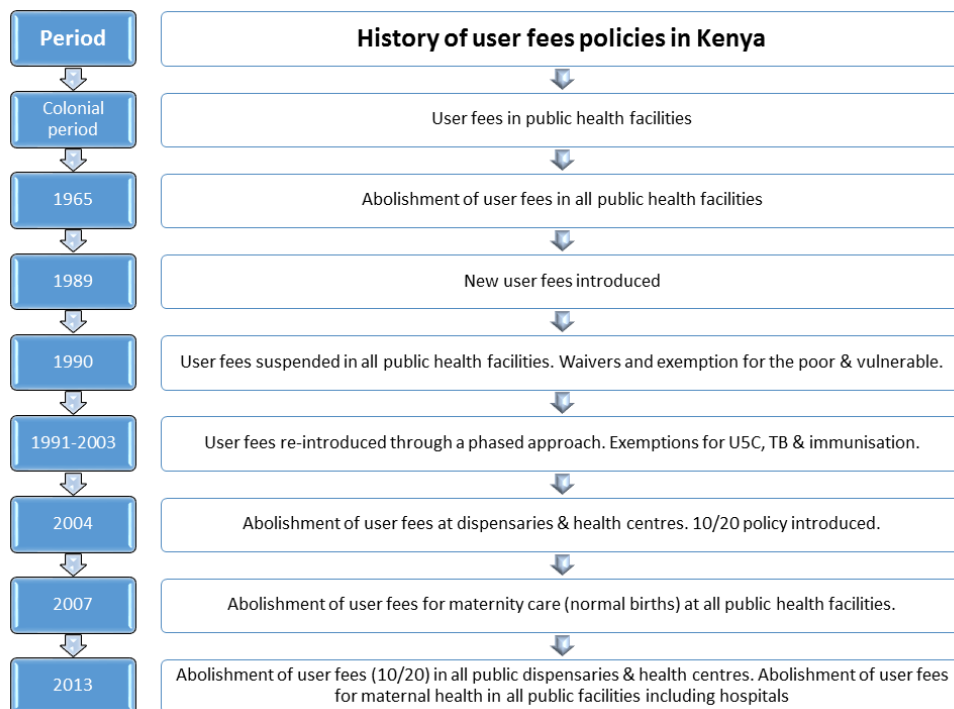 Period
History of user fees policies in Kenya
Colonial
period
User fees in public health facilities
1965
Abolishment of user fees in all public health facilities
1989
New user fees introduced
1990
User fees suspended in all public health facilities. Waivers and exemption for the poor & vulnerable.
1991-2003
User fees re-introduced through a phased approach. Exemptions for U5C, TB & immunisation.
2004
Abolishment of user fees at dispensaries & health centres. 10/20 policy introduced.
2007
Abolishment of user fees for maternity care (normal births) at all public health facilities.
2013
Abolishment of user fees (10/20) in all public dispensaries & health centres. Abolishment of user fees
for maternal health in all public facilities including hospitals